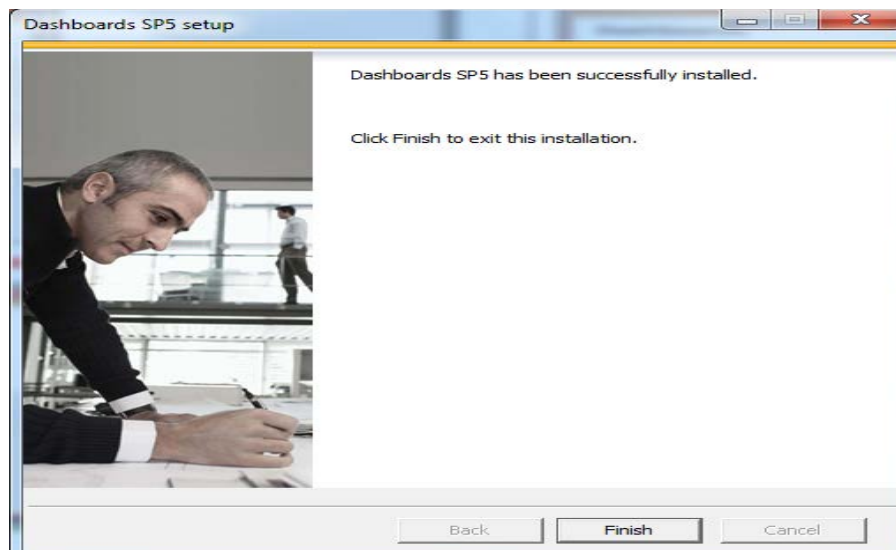 Dashboards SP5 setup
Dashboards SP5 has been successfully installed.
Click Finish to exit this installation.
Back Finish Cancel